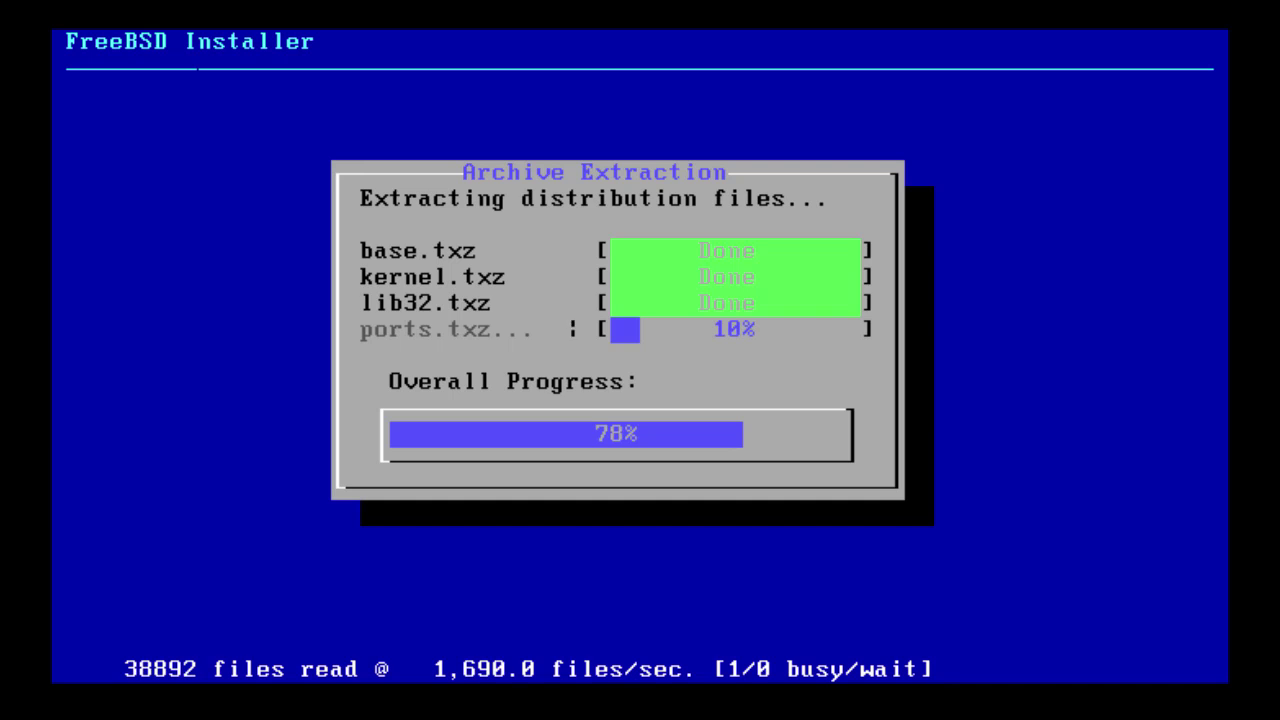 FreeBSD Installer
Archive Extraction
Extracting distribution files...
base.txz [ Done ]
kernel.txz [ Done ]
lib32.txz [ Done ]
ports.txz... ¦ [ 10% ]
Overall Progress:
78%
38892 files read @ 1,690.0 files/sec. [1/0 busy/wait]